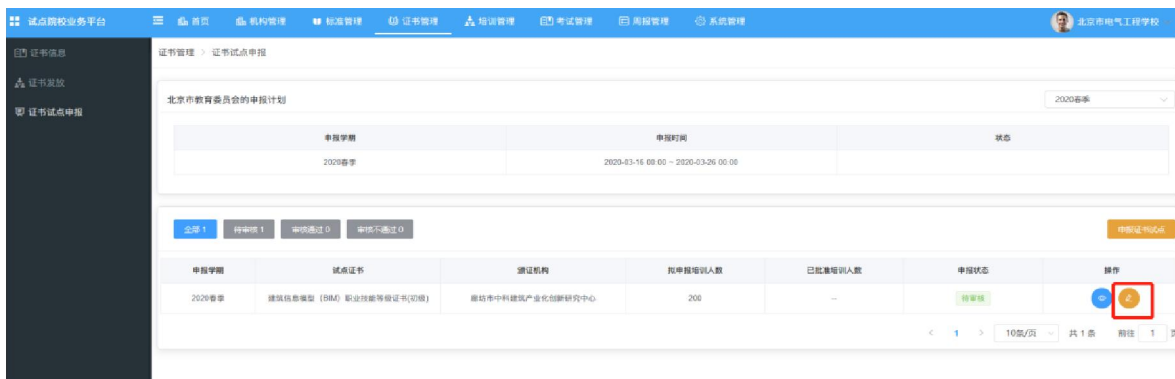 试点院校业务平台 首页 机构管理 标准管理 证书管理 培训管理 考试管理 周报管理 系统管理 北京市电气工程学校
证书信息
证书管理 > 证书试点申报
证书发放
证书试点申报
北京市教育委员会的申报计划 2020春季
申报学期 申报时间 状态
2020春季 2020-03-16 00:00 ~ 2020-03-26 00:00
全部 1 待审核 1 审核通过 0 审核不通过 0 申报证书试点
申报学期 试点证书 颁证机构 拟申报培训人数 已批准培训人数 申报状态 操作
2020春季 建筑信息模型（BIM）职业技能等级证书(初级) 廊坊市中科建筑产业化创新研究中心 200 -- 待审核
< 1 > 10条/页 共 1 条 前往 1 页